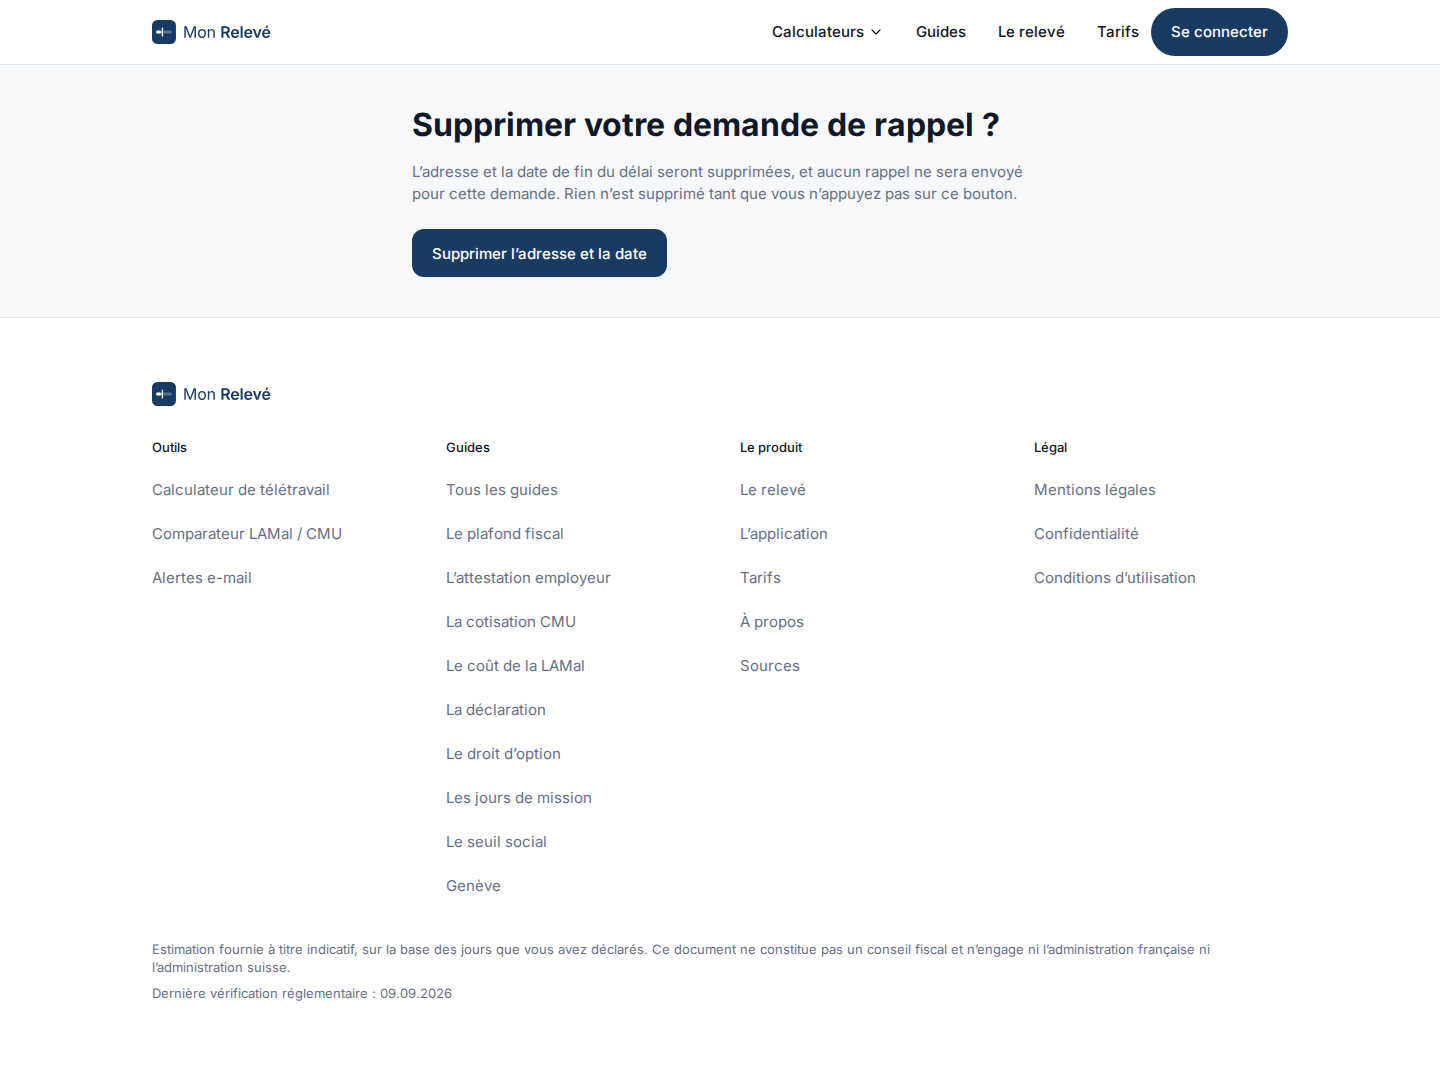 Mon Relevé
Calculateurs
Guides
Le relevé
Tarifs
Se connecter
Supprimer votre demande de rappel ?
L’adresse et la date de fin du délai seront supprimées, et aucun rappel ne sera envoyé
pour cette demande. Rien n’est supprimé tant que vous n’appuyez pas sur ce bouton.
Supprimer l’adresse et la date
Mon Relevé
Outils
Calculateur de télétravail
Comparateur LAMal / CMU
Alertes e-mail
Guides
Tous les guides
Le plafond fiscal
L’attestation employeur
La cotisation CMU
Le coût de la LAMal
La déclaration
Le droit d’option
Les jours de mission
Le seuil social
Genève
Le produit
Le relevé
L’application
Tarifs
À propos
Sources
Légal
Mentions légales
Confidentialité
Conditions d’utilisation
Estimation fournie à titre indicatif, sur la base des jours que vous avez déclarés. Ce document ne constitue pas un conseil fiscal et n’engage ni l’administration française ni
l’administration suisse.
Dernière vérification réglementaire : 09.09.2026